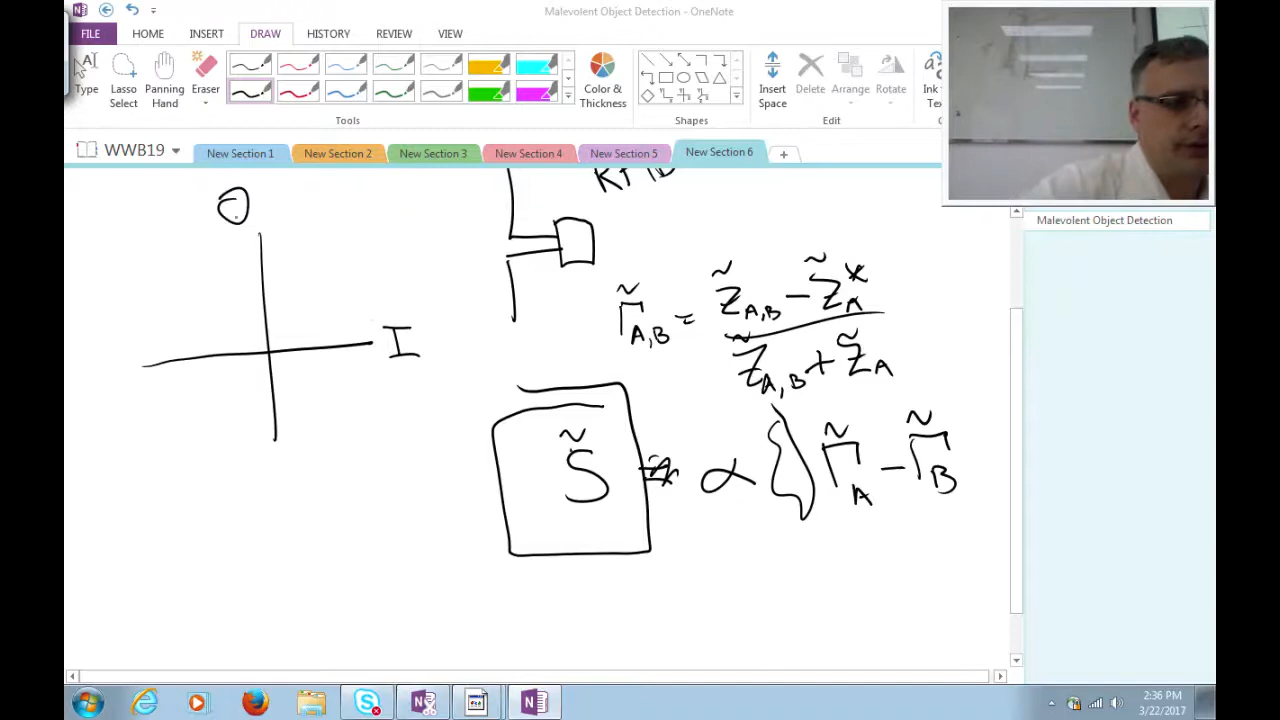 Malevolent Object Detection - OneNote
FILE HOME INSERT DRAW HISTORY REVIEW VIEW
Type
Lasso Select
Panning Hand
Eraser
Color & Thickness
Insert Space
Delete
Arrange
Rotate
Ink to
Tools
Shapes
Edit
WWB19
New Section 1 New Section 2 New Section 3 New Section 4 New Section 5 New Section 6
Malevolent Object Detection
Q
I
Γ̃A,B = Z̃A,B - Z̃A*
Z̃A,B + Z̃A
S̃ α Γ̃A - Γ̃B
2:36 PM
3/22/2017